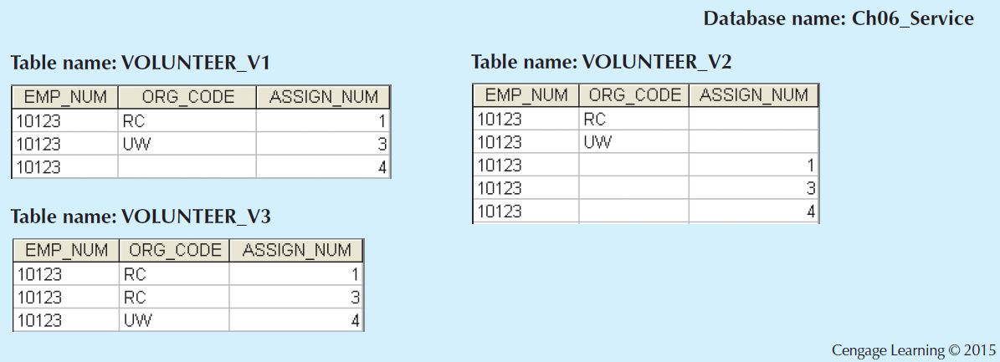 Database name: Ch06_Service
Table name: VOLUNTEER_V1
EMP_NUM ORG_CODE ASSIGN_NUM
10123 RC 1
10123 UW 3
10123 4
Table name: VOLUNTEER_V2
EMP_NUM ORG_CODE ASSIGN_NUM
10123 RC
10123 UW
10123 1
10123 3
10123 4
Table name: VOLUNTEER_V3
EMP_NUM ORG_CODE ASSIGN_NUM
10123 RC 1
10123 RC 3
10123 UW 4
Cengage Learning © 2015